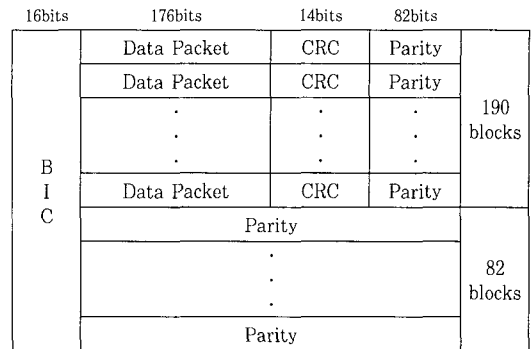 16bits 176bits 14bits 82bits
Data Packet CRC Parity
Data Packet CRC Parity
190
blocks
B
I
C
Data Packet CRC Parity
Parity
82
blocks
Parity